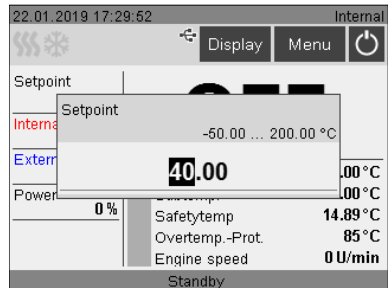 22.01.2019 17:29:52 Internal
Display Menu
Setpoint
Setpoint
-50.00 ... 200.00 °C
40.00
Power
0 %
.00°C
.00°C
Safetytemp 14.89°C
Overtemp.-Prot. 85°C
Engine speed 0 U/min
Standby